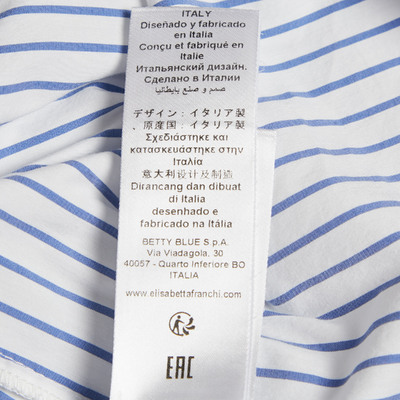 ITALY
Diseñado y fabricado
en Italia
Conçu et fabriqué en
Italie
Итальянский дизайн.
Сделано в Италии
صمم و صنع بإيطاليا
デザイン：イタリア製
。原産国：イタリア製
Σχεδιάστηκε και
κατασκευάστηκε στην
Ιταλία
意大利设计及制造
Dirancang dan dibuat
di Italia
desenhado e
fabricado na Itália
BETTY BLUE S.p.A.
Via Viadagola, 30
40057 - Quarto Inferiore BO
ITALIA
www.elisabettafranchi.com
EAC